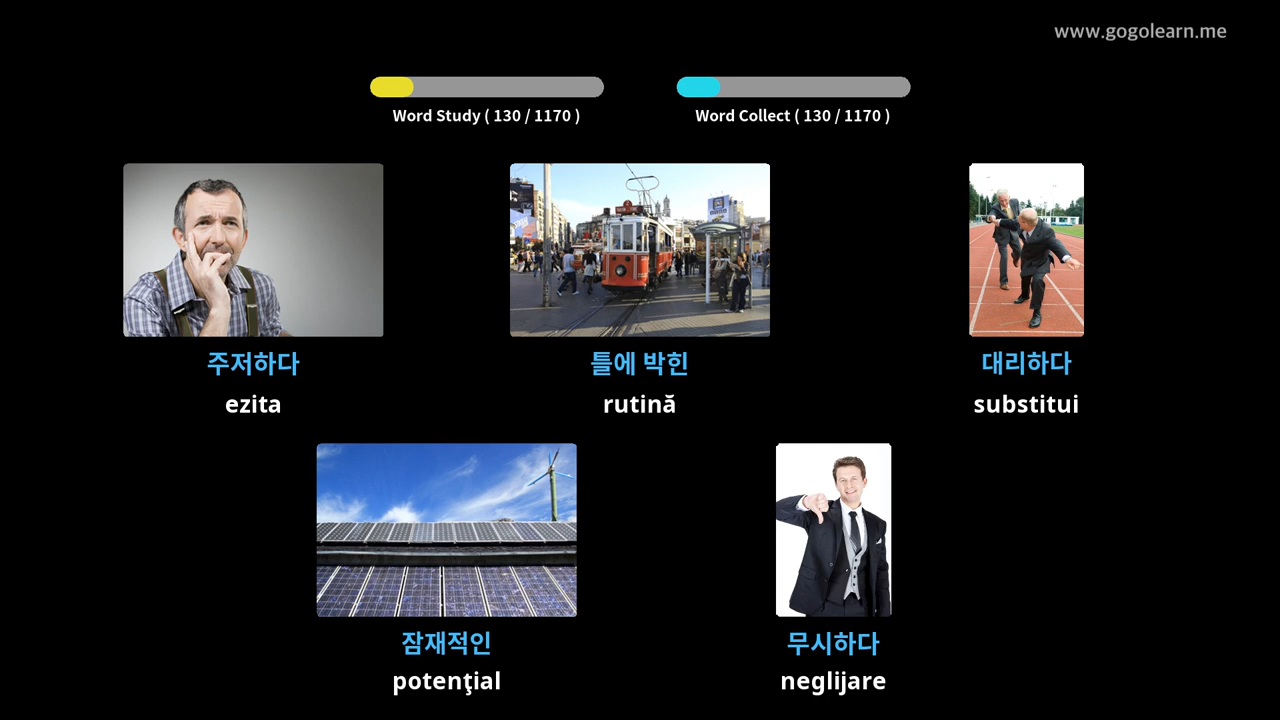 www.gogolearn.me
Word Study ( 130 / 1170 )
Word Collect ( 130 / 1170 )
주저하다
ezita
틀에 박힌
rutină
대리하다
substitui
잠재적인
potenţial
무시하다
neglijare